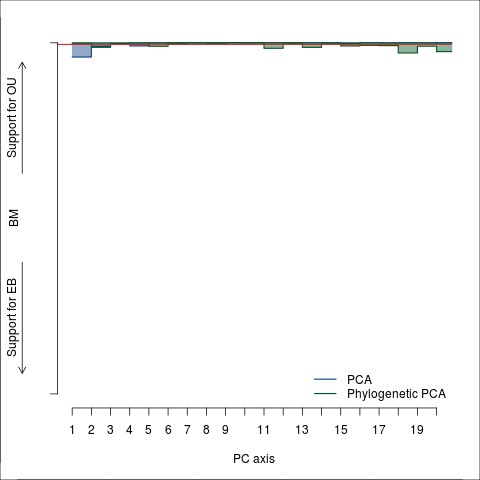 Support for OU
BM
Support for EB
PCA
Phylogenetic PCA
1 2 3 4 5 6 7 8 9 11 13 15 17 19
PC axis